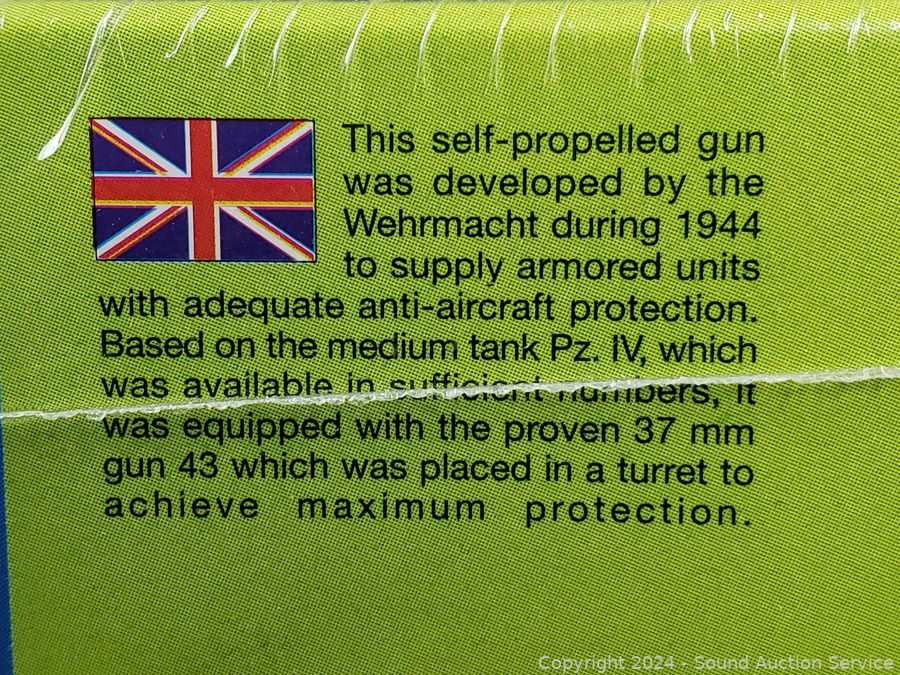 This self-propelled gun
was developed by the
Wehrmacht during 1944
to supply armored units
with adequate anti-aircraft protection.
Based on the medium tank Pz. IV, which
was available in sufficient numbers, it
was equipped with the proven 37 mm
gun 43 which was placed in a turret to
achieve maximum protection.
Copyright 2024 - Sound Auction Service